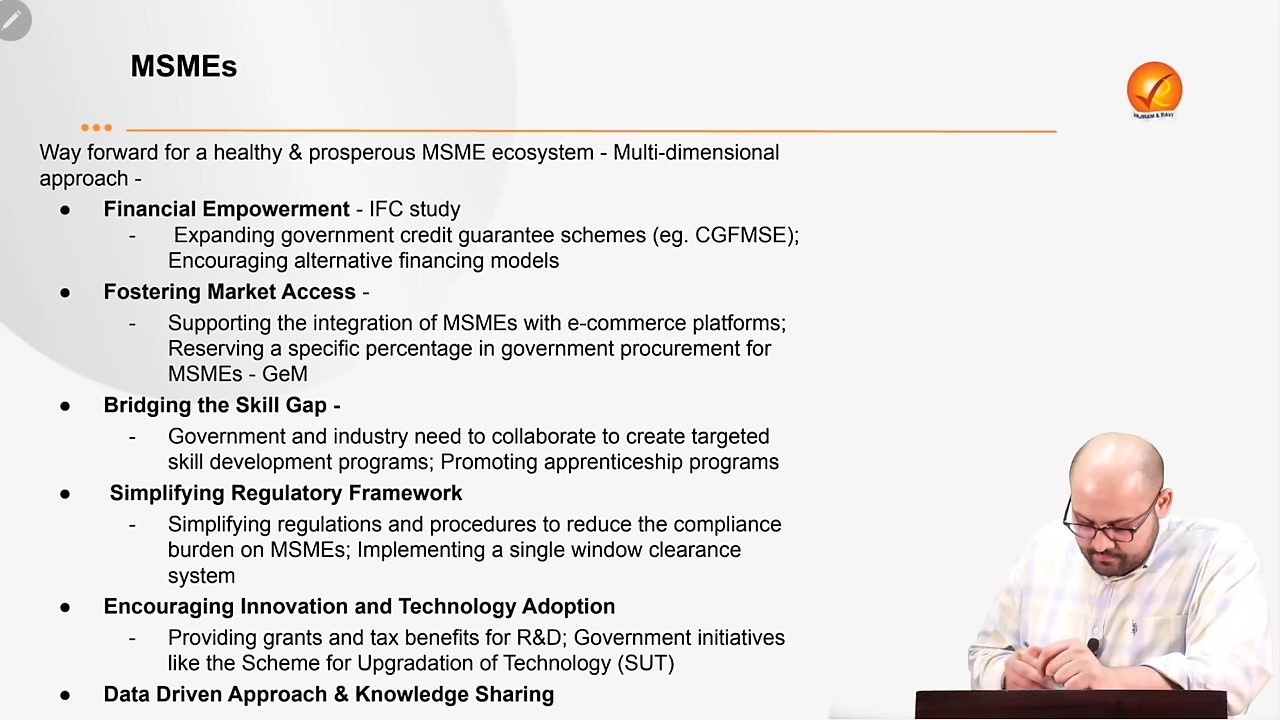 MSMEs
VAJIRAM & RAVI
Way forward for a healthy & prosperous MSME ecosystem - Multi-dimensional
approach -
● Financial Empowerment - IFC study
- Expanding government credit guarantee schemes (eg. CGFMSE);
Encouraging alternative financing models
● Fostering Market Access -
- Supporting the integration of MSMEs with e-commerce platforms;
Reserving a specific percentage in government procurement for
MSMEs - GeM
● Bridging the Skill Gap -
- Government and industry need to collaborate to create targeted
skill development programs; Promoting apprenticeship programs
● Simplifying Regulatory Framework
- Simplifying regulations and procedures to reduce the compliance
burden on MSMEs; Implementing a single window clearance
system
● Encouraging Innovation and Technology Adoption
- Providing grants and tax benefits for R&D; Government initiatives
like the Scheme for Upgradation of Technology (SUT)
● Data Driven Approach & Knowledge Sharing